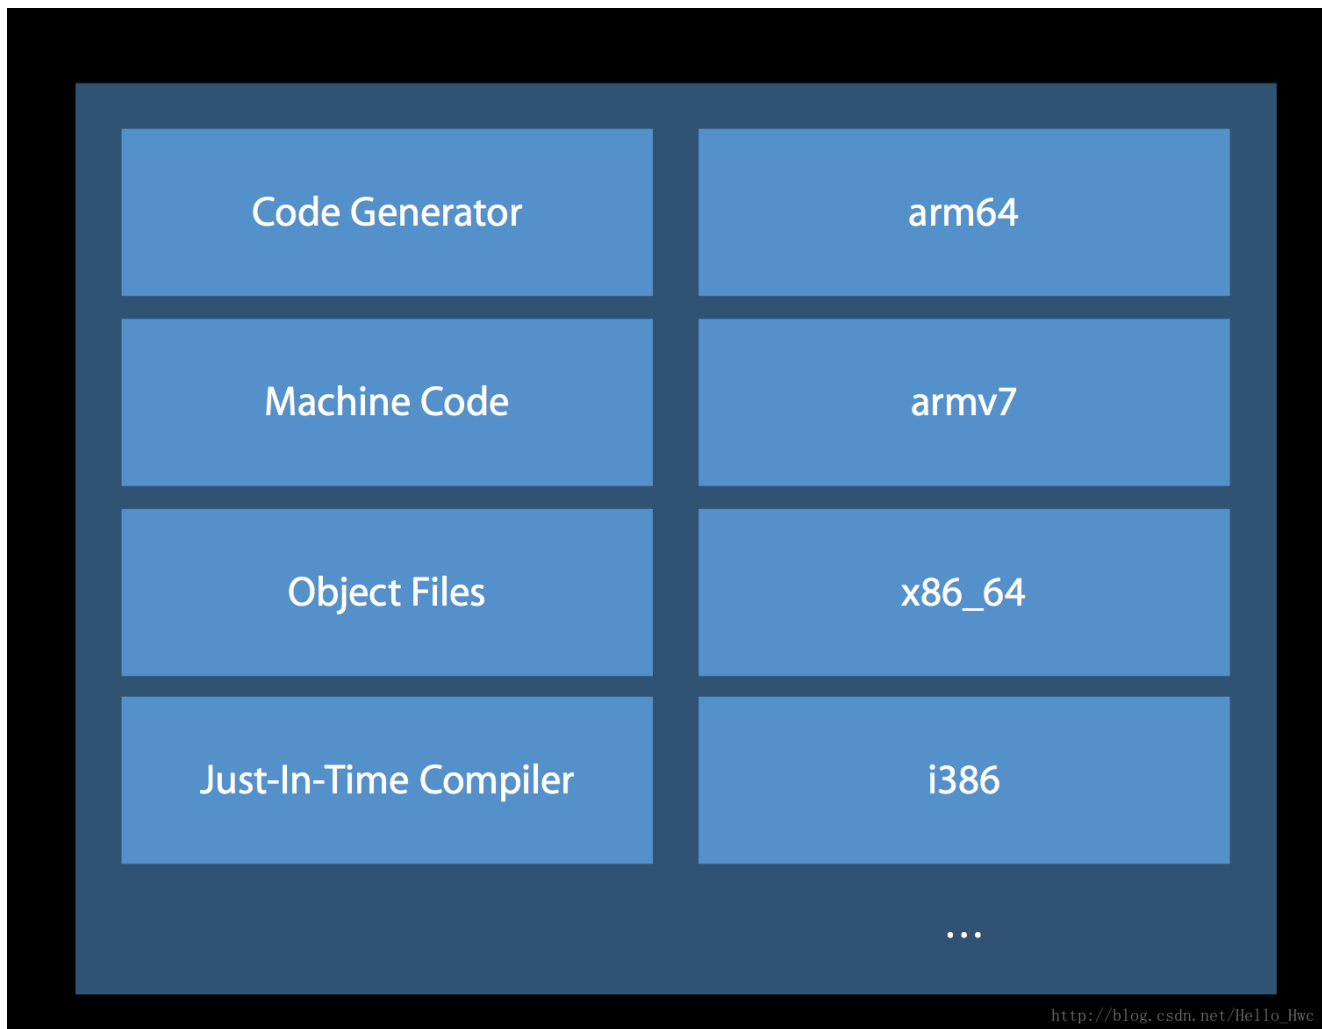 Code Generator
arm64
Machine Code
armv7
Object Files
x86_64
Just-In-Time Compiler
i386
...
http://blog.csdn.net/Hello_Hwc